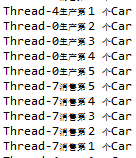 Thread-4生产第1 个Car
Thread-0生产第2 个Car
Thread-0生产第3 个Car
Thread-0生产第4 个Car
Thread-0生产第5 个Car
Thread-7消售第5 个Car
Thread-7消售第4 个Car
Thread-7消售第3 个Car
Thread-7消售第2 个Car
Thread-7消售第1 个Car